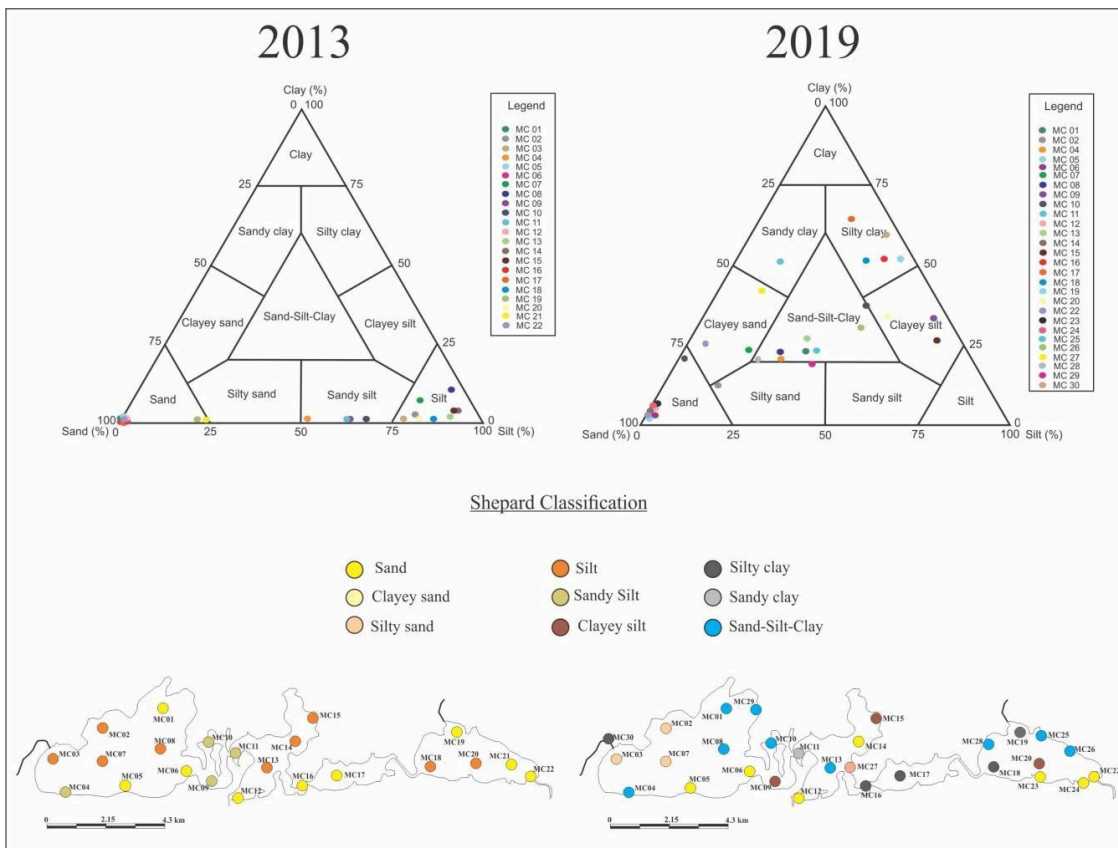 2013
2019
Clay (%)
0 100
Clay
25
75
Sandy clay
Silty clay
50
50
Clayey sand
Sand-Silt-Clay
Clayey silt
75
25
Sand
Silty sand
Sandy silt
Silt
100
0
Sand (%) 0
25
50
75
100
Silt (%)
Legend
MC 01
MC 02
MC 03
MC 04
MC 05
MC 06
MC 07
MC 08
MC 09
MC 10
MC 11
MC 12
MC 13
MC 14
MC 15
MC 16
MC 17
MC 18
MC 19
MC 20
MC 21
MC 22
Clay (%)
0 100
Clay
25
75
Sandy clay
Silty clay
50
50
Clayey sand
Sand-Silt-Clay
Clayey silt
75
25
Sand
Silty sand
Sandy silt
Silt
100
0
Sand (%) 0
25
50
75
100
Silt (%)
Legend
MC 01
MC 02
MC 04
MC 05
MC 06
MC 07
MC 08
MC 09
MC 10
MC 11
MC 12
MC 13
MC 14
MC 15
MC 16
MC 17
MC 18
MC 19
MC 20
MC 22
MC 23
MC 24
MC 25
MC 26
MC 27
MC 28
MC 29
MC 30
Shepard Classification
Sand
Silt
Silty clay
Clayey sand
Sandy Silt
Sandy clay
Silty sand
Clayey silt
Sand-Silt-Clay
MC01
MC02
MC03
MC07
MC08
MC04
MC05
MC06
MC10
MC11
MC09
MC12
MC13
MC14
MC15
MC16
MC17
MC18
MC19
MC20
MC21
MC22
0 2.15 4.3 km
MC30
MC02
MC01
MC29
MC03
MC07
MC08
MC04
MC05
MC06
MC10
MC11
MC09
MC12
MC13
MC14
MC15
MC27
MC16
MC17
MC28
MC19
MC25
MC26
MC18
MC20
MC23
MC24
0 2.15 4.3 km